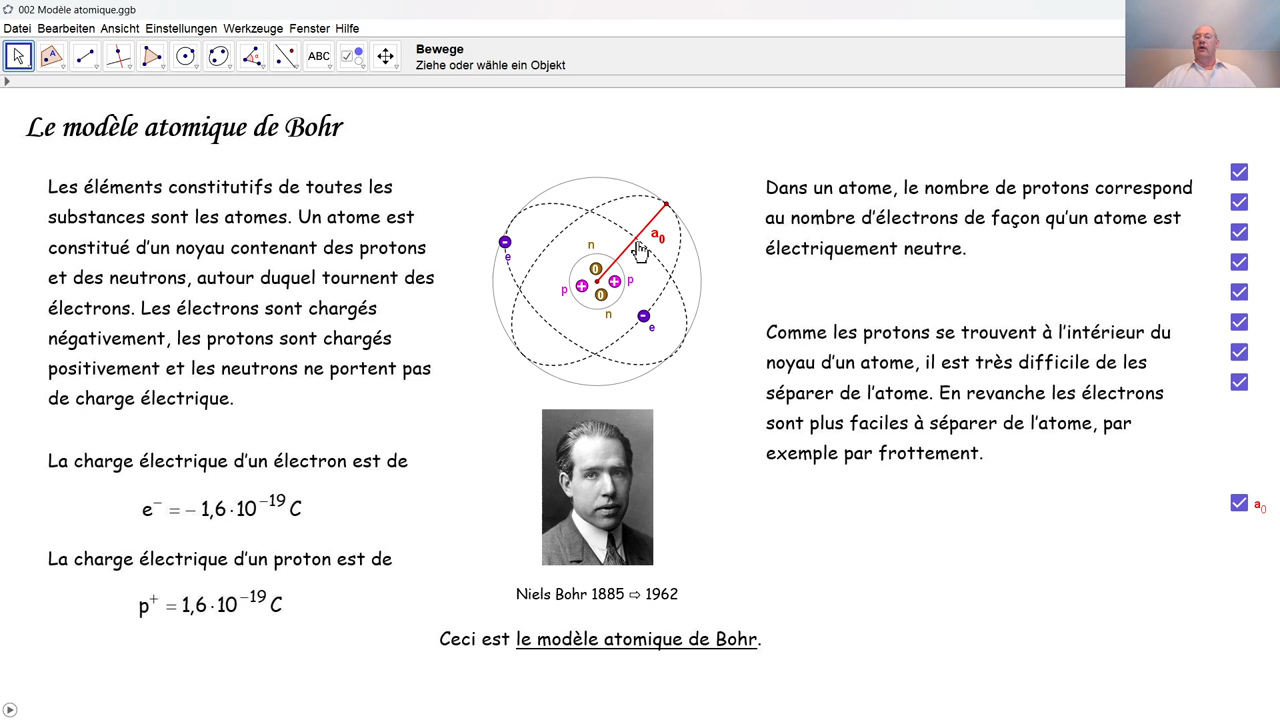 002 Modèle atomique.ggb
Datei Bearbeiten Ansicht Einstellungen Werkzeuge Fenster Hilfe
ABC
Bewege
Ziehe oder wähle ein Objekt
Le modèle atomique de Bohr
Les éléments constitutifs de toutes les
substances sont les atomes. Un atome est
constitué d'un noyau contenant des protons
et des neutrons, autour duquel tournent des
électrons. Les électrons sont chargés
négativement, les protons sont chargés
positivement et les neutrons ne portent pas
de charge électrique.
La charge électrique d'un électron est de
e⁻ = – 1,6·10⁻¹⁹ C
La charge électrique d'un proton est de
p⁺ = 1,6·10⁻¹⁹ C
a₀
n
e
0
p + + p
0
n
-
e
Niels Bohr 1885 ⇨ 1962
Ceci est le modèle atomique de Bohr.
Dans un atome, le nombre de protons correspond
au nombre d'électrons de façon qu'un atome est
électriquement neutre.
Comme les protons se trouvent à l'intérieur du
noyau d'un atome, il est très difficile de les
séparer de l'atome. En revanche les électrons
sont plus faciles à séparer de l'atome, par
exemple par frottement.
a₀